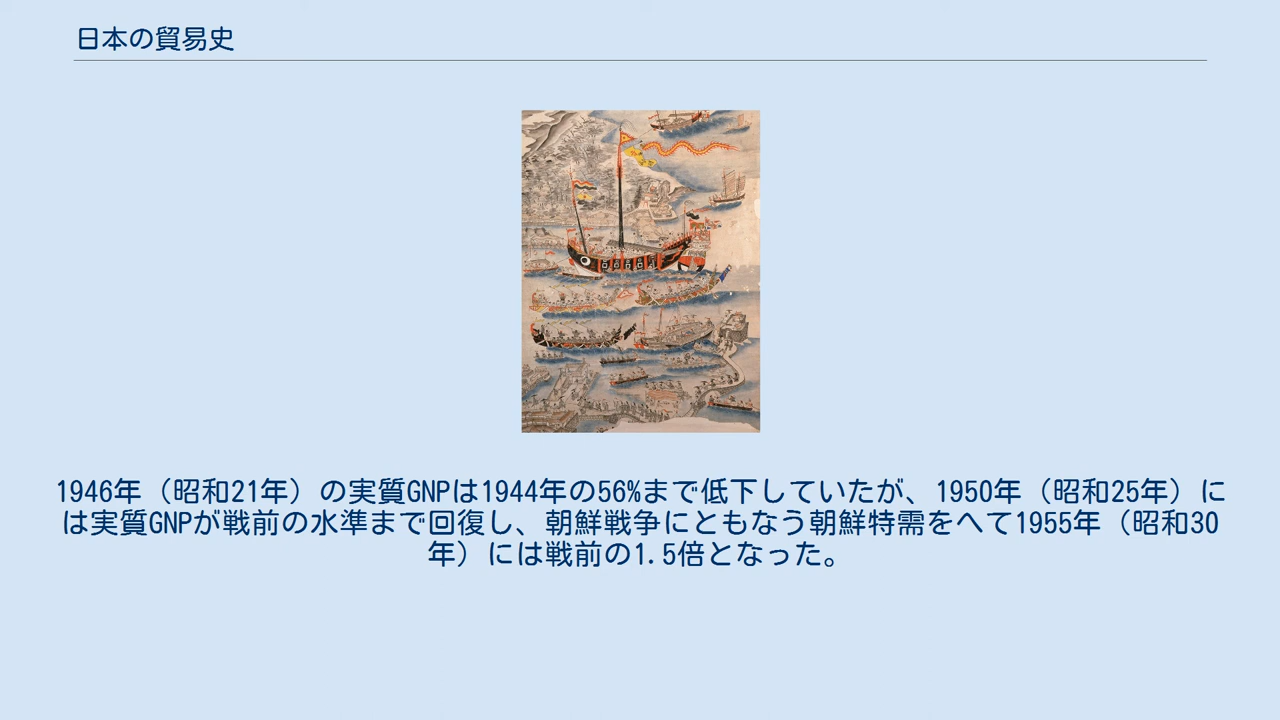 日本の貿易史
1946年（昭和21年）の実質GNPは1944年の56%まで低下していたが、1950年（昭和25年）に
は実質GNPが戦前の水準まで回復し、朝鮮戦争にともなう朝鮮特需をへて1955年（昭和30
年）には戦前の1.5倍となった。